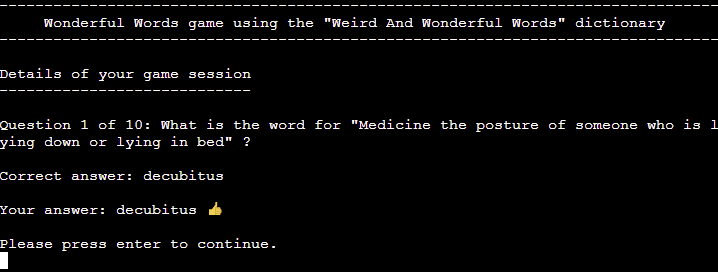 --------------------------------------------------------------------------------
Wonderful Words game using the "Weird And Wonderful Words" dictionary
--------------------------------------------------------------------------------
Details of your game session
----------------------------
Question 1 of 10: What is the word for "Medicine the posture of someone who is l
ying down or lying in bed" ?
Correct answer: decubitus
Your answer: decubitus 👍
Please press enter to continue.